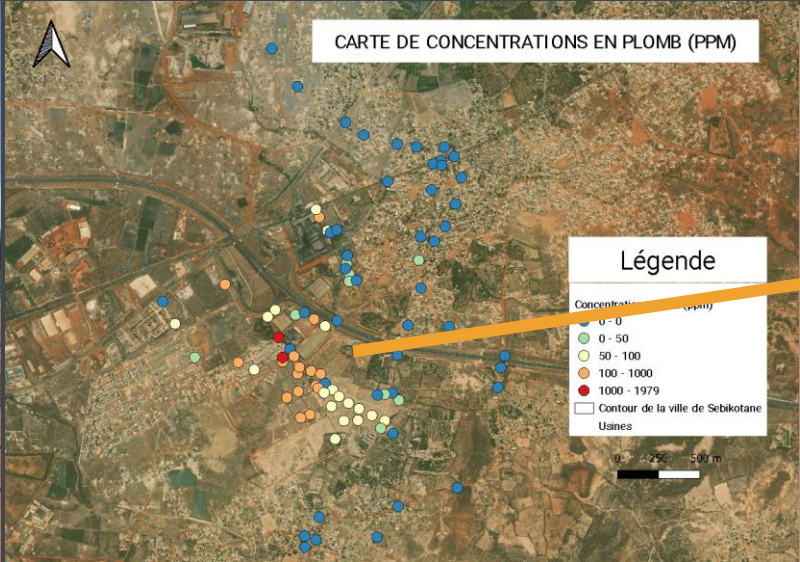 CARTE DE CONCENTRATIONS EN PLOMB (PPM)
Légende
(ppm)
0 - 0
0 - 50
50 - 100
100 - 1000
1000 - 1979
Contour de la ville de Sebikotane
Usines
0 250 500 m